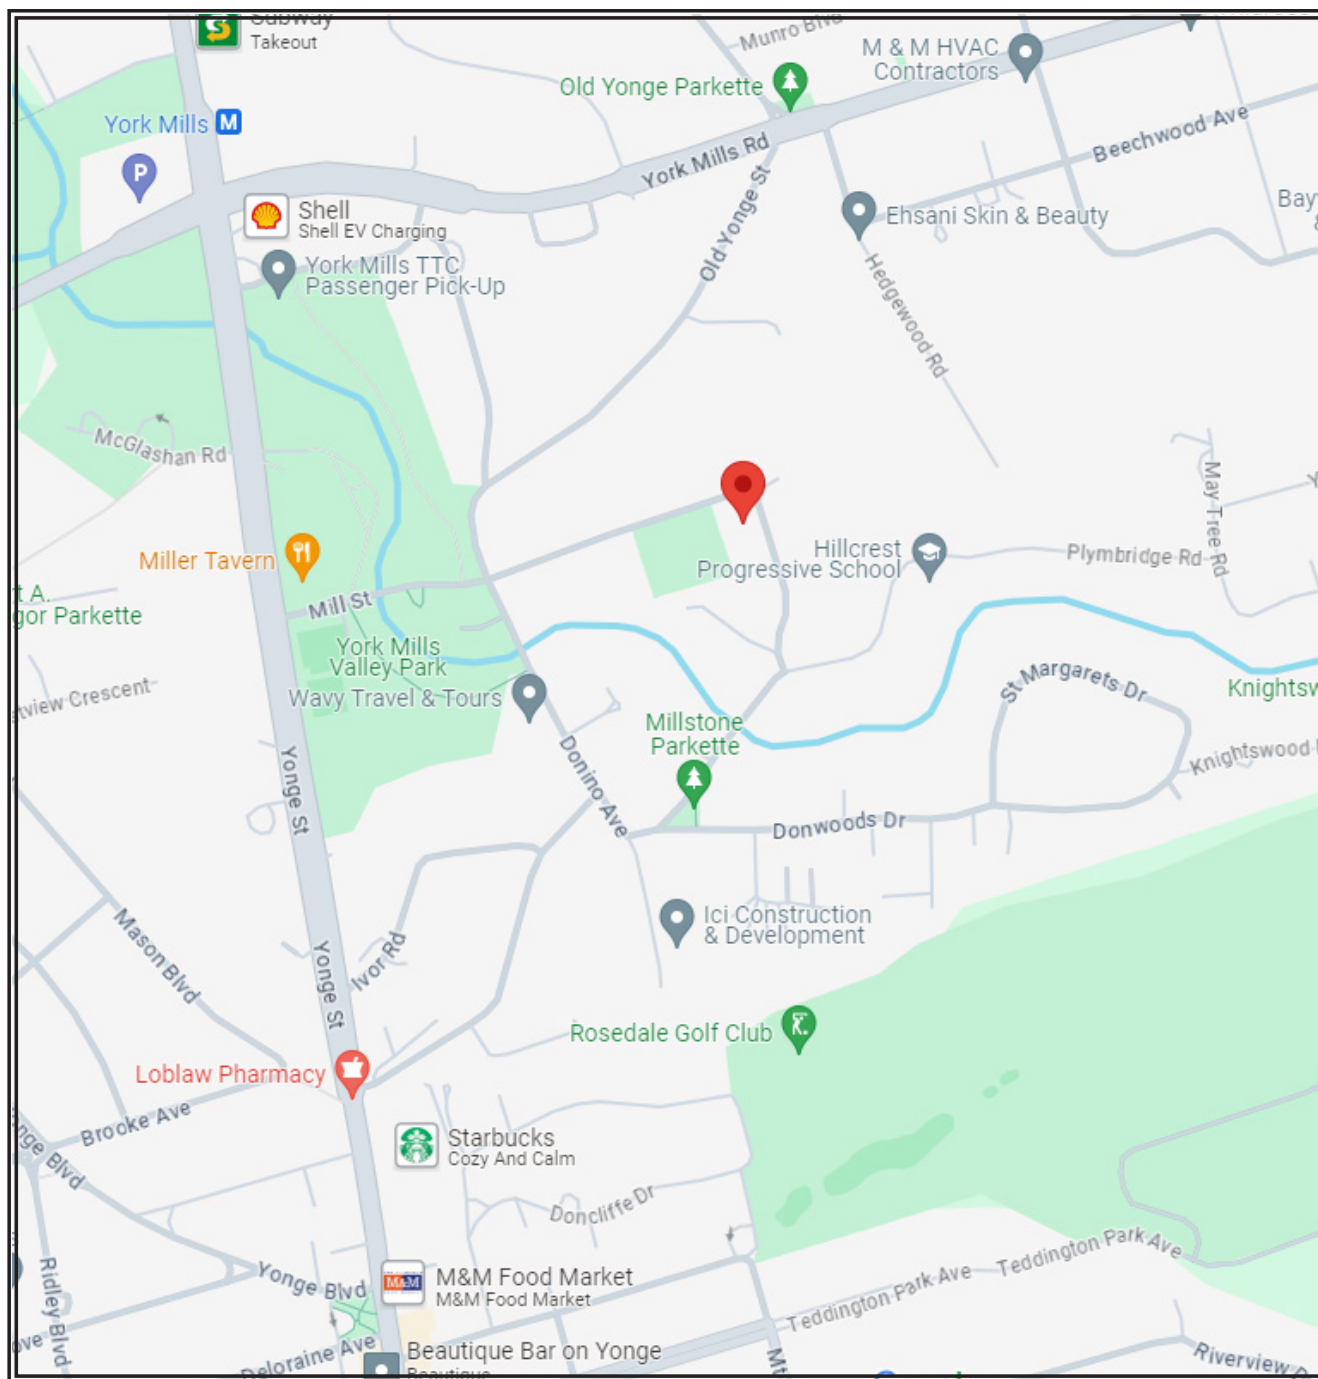 Subway
Takeout
Munro Blvd
M & M HVAC
Contractors
Old Yonge Parkette
York Mills M
P
Beechwood Ave
York Mills Rd
Shell
Shell EV Charging
Old Yonge St
Ehsani Skin & Beauty
Bay
York Mills TTC
Passenger Pick-Up
Hedgewood Rd
McGlashan Rd
May Tree Rd
Miller Tavern
Hillcrest
Progressive School
Plymbridge Rd
t A.
gor Parkette
Mill St
York Mills
Valley Park
Wavy Travel & Tours
tview Crescent
St Margarets Dr
Knightsw
Millstone
Parkette
Knightswood
Yonge St
Donino Ave
Donwoods Dr
Ici Construction
& Development
Mason Blvd
Ivor Rd
Yonge St
Rosedale Golf Club
Loblaw Pharmacy
Brooke Ave
nge Blvd
Starbucks
Cozy And Calm
Doncliffe Dr
Teddington Park Ave
Teddington Park Ave
Ridley Blvd
Yonge Blvd
M&M
M&M Food Market
M&M Food Market
ove
Deloraine Ave
Beautique Bar on Yonge
Beautique
Mt
Riverview D